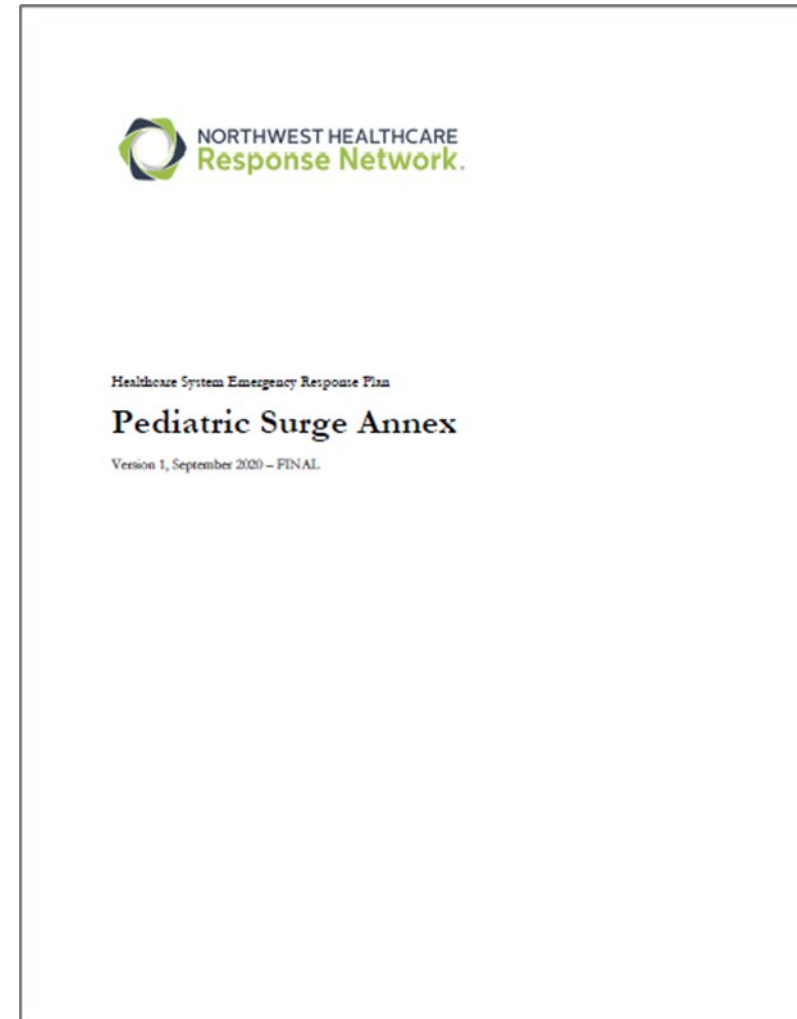 NORTHWEST HEALTHCARE
Response Network.
Healthcare System Emergency Response Plan
Pediatric Surge Annex
Version 1, September 2020 – FINAL